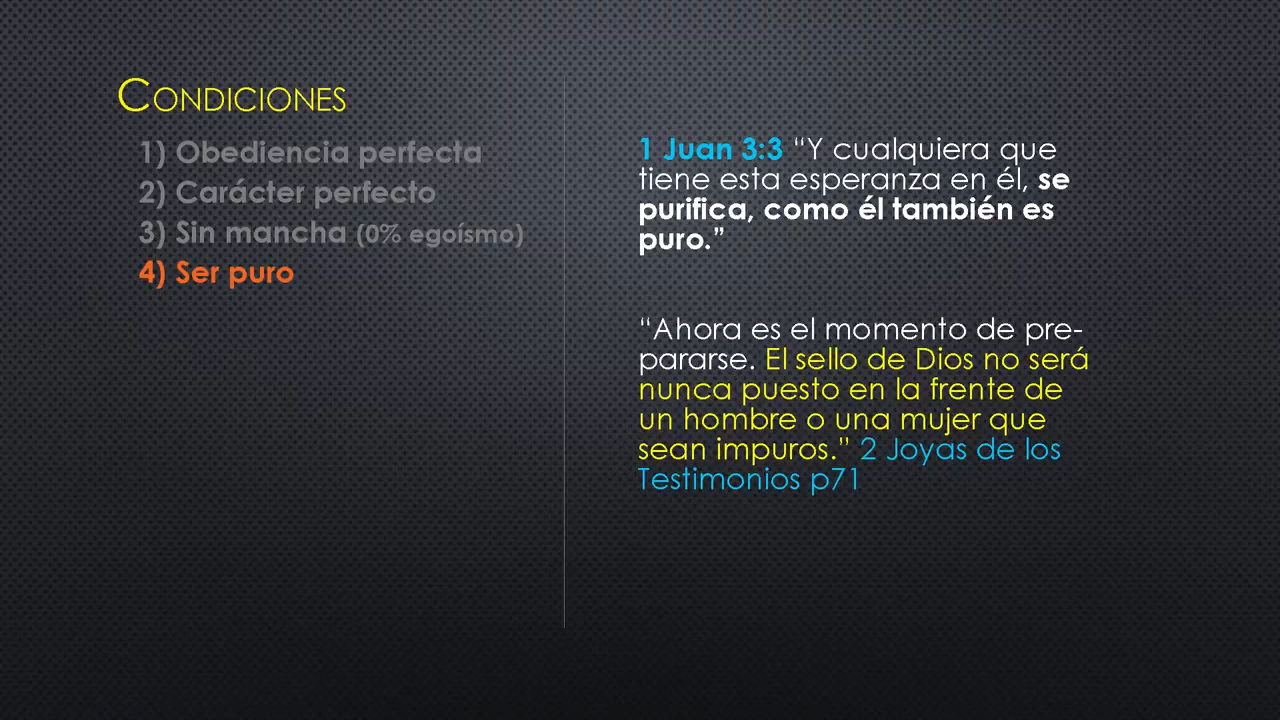 CONDICIONES
1) Obediencia perfecta
2) Carácter perfecto
3) Sin mancha (0% egoísmo)
4) Ser puro
1 Juan 3:3 “Y cualquiera que
tiene esta esperanza en él, se
purifica, como él también es
puro.”
“Ahora es el momento de pre-
pararse. El sello de Dios no será
nunca puesto en la frente de
un hombre o una mujer que
sean impuros.” 2 Joyas de los
Testimonios p71